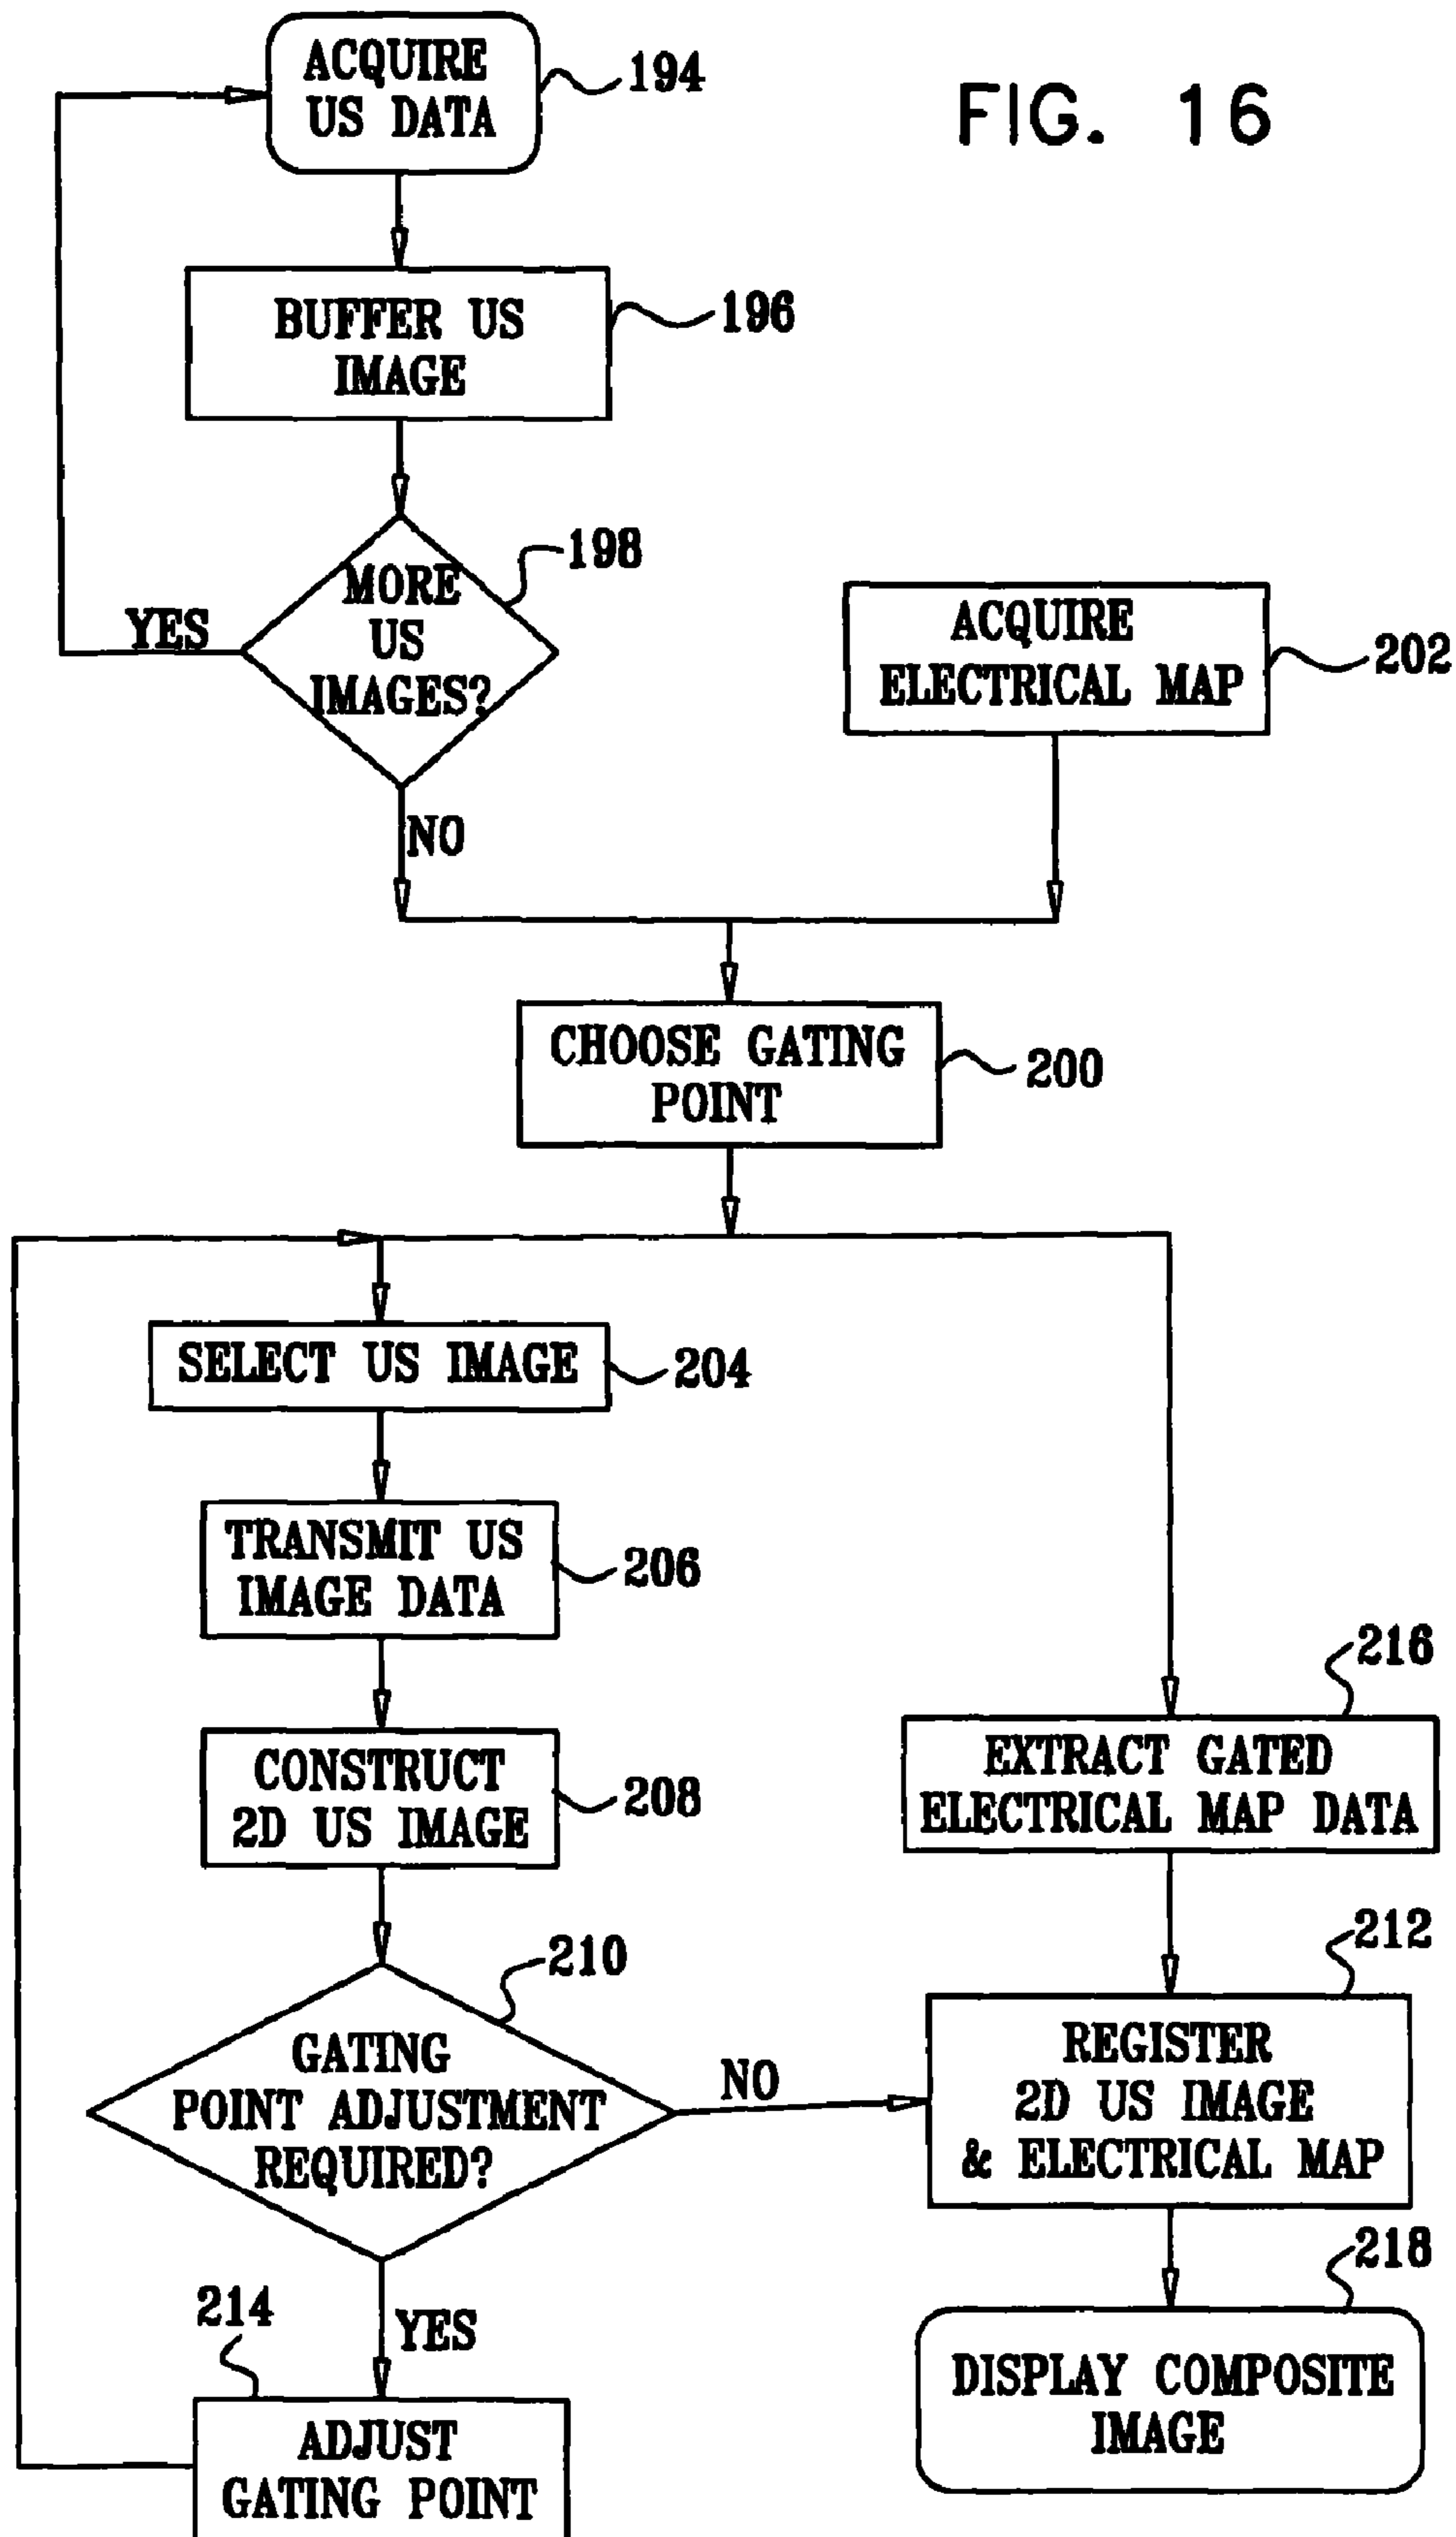 FIG. 16
ACQUIRE
US DATA
194
BUFFER US
IMAGE
196
MORE
US
IMAGES?
198
YES
NO
ACQUIRE
ELECTRICAL MAP
202
CHOOSE GATING
POINT
200
SELECT US IMAGE
204
TRANSMIT US
IMAGE DATA
206
CONSTRUCT
2D US IMAGE
208
GATING
POINT ADJUSTMENT
REQUIRED?
210
NO
YES
214
ADJUST
GATING POINT
216
EXTRACT GATED
ELECTRICAL MAP DATA
212
REGISTER
2D US IMAGE
& ELECTRICAL MAP
218
DISPLAY COMPOSITE
IMAGE